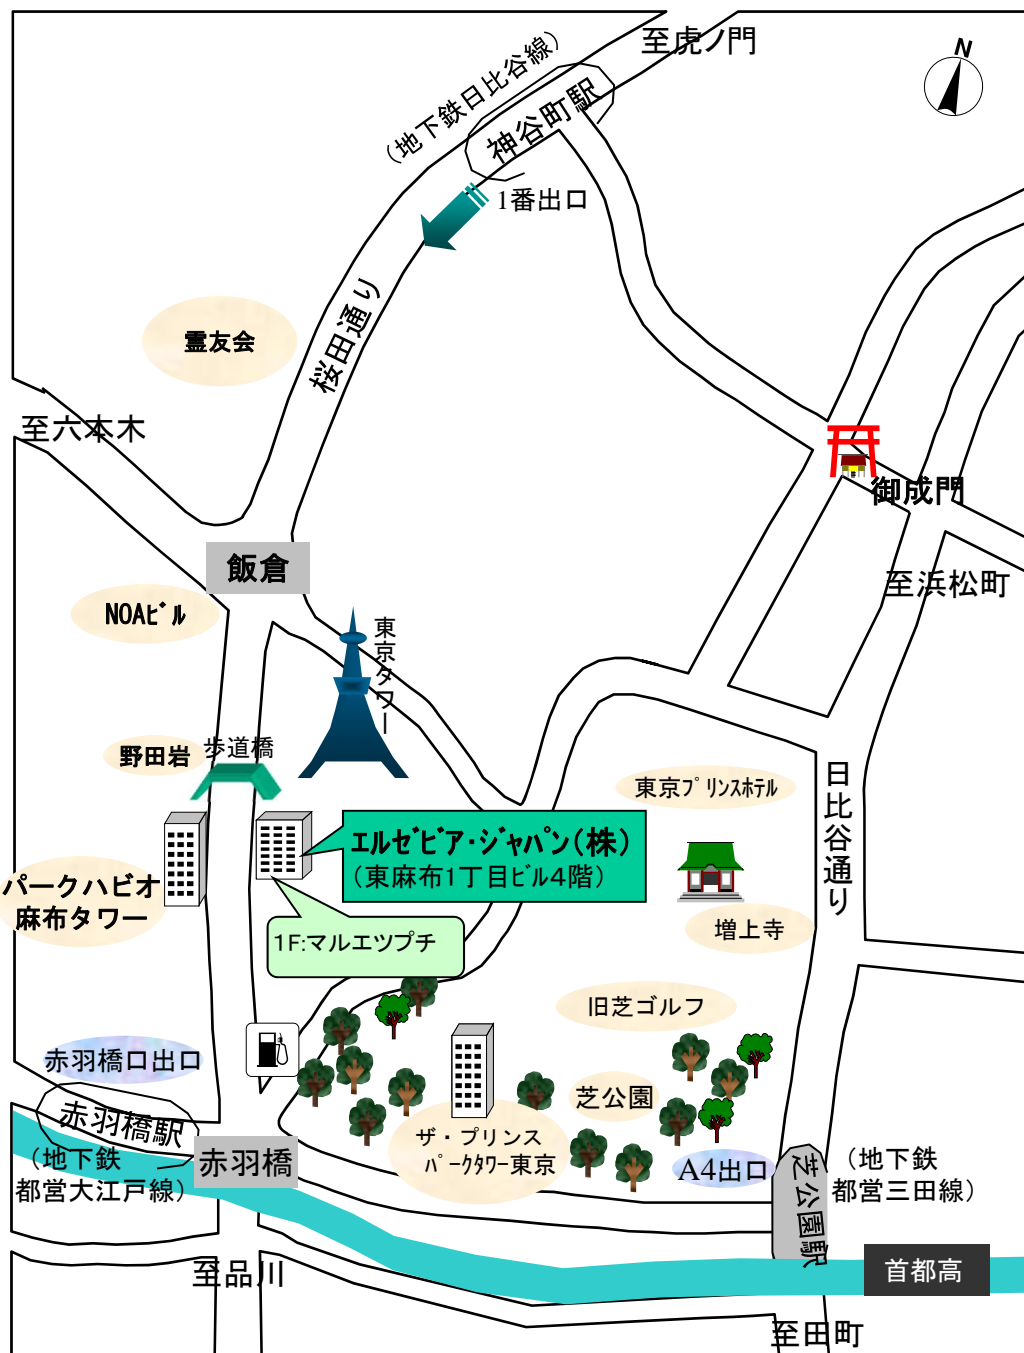 至虎ノ門
N
(地下鉄日比谷線)
神谷町駅
1番出口
桜田通り
霊友会
至六本木
御成門
飯倉
至浜松町
NOAビル
東京タワー
野田岩
歩道橋
東京プリンスホテル
日比谷通り
エルゼビア・ジャパン(株)
(東麻布1丁目ビル4階)
パークハビオ
麻布タワー
増上寺
1F:マルエツプチ
旧芝ゴルフ
赤羽橋口出口
芝公園
赤羽橋駅
ザ・プリンス
パークタワー東京
(地下鉄
都営大江戸線)
赤羽橋
A4出口
芝公園駅
(地下鉄
都営三田線)
至品川
首都高
至田町